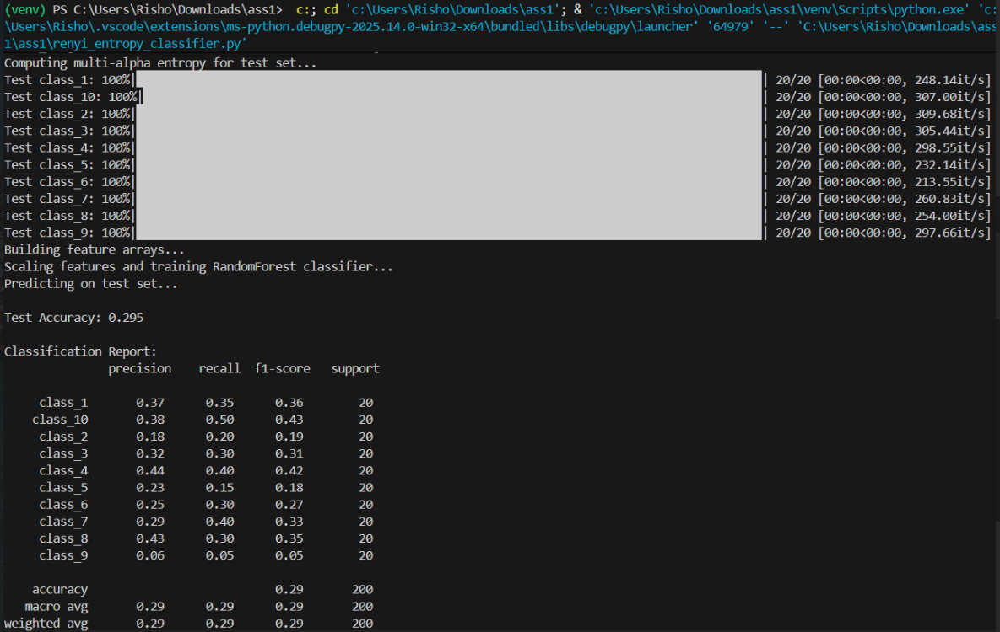 (venv) PS C:\Users\Risho\Downloads\ass1>  c:; cd 'c:\Users\Risho\Downloads\ass1'; & 'c:\Users\Risho\Downloads\ass1\venv\Scripts\python.exe' 'c:
\Users\Risho\.vscode\extensions\ms-python.debugpy-2025.14.0-win32-x64\bundled\libs\debugpy\launcher' '64979' '--' 'C:\Users\Risho\Downloads\ass
1\ass1\renyi_entropy_classifier.py'
Computing multi-alpha entropy for test set...
Test class_1: 100%| | 20/20 [00:00<00:00, 248.14it/s]
Test class_10: 100%| | 20/20 [00:00<00:00, 307.00it/s]
Test class_2: 100%| | 20/20 [00:00<00:00, 309.68it/s]
Test class_3: 100%| | 20/20 [00:00<00:00, 305.44it/s]
Test class_4: 100%| | 20/20 [00:00<00:00, 298.55it/s]
Test class_5: 100%| | 20/20 [00:00<00:00, 232.14it/s]
Test class_6: 100%| | 20/20 [00:00<00:00, 213.55it/s]
Test class_7: 100%| | 20/20 [00:00<00:00, 260.83it/s]
Test class_8: 100%| | 20/20 [00:00<00:00, 254.00it/s]
Test class_9: 100%| | 20/20 [00:00<00:00, 297.66it/s]
Building feature arrays...
Scaling features and training RandomForest classifier...
Predicting on test set...
Test Accuracy: 0.295
Classification Report:
precision    recall  f1-score   support
class_1       0.37      0.35      0.36        20
class_10       0.38      0.50      0.43        20
class_2       0.18      0.20      0.19        20
class_3       0.32      0.30      0.31        20
class_4       0.44      0.40      0.42        20
class_5       0.23      0.15      0.18        20
class_6       0.25      0.30      0.27        20
class_7       0.29      0.40      0.33        20
class_8       0.43      0.30      0.35        20
class_9       0.06      0.05      0.05        20
accuracy                           0.29       200
macro avg       0.29      0.29      0.29       200
weighted avg       0.29      0.29      0.29       200